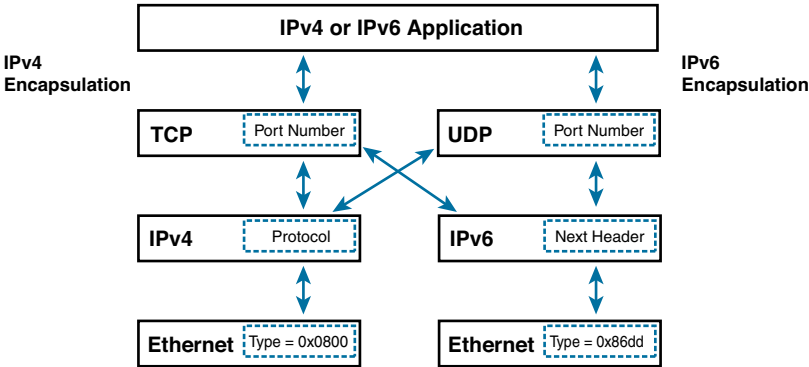 IPv4 or IPv6 Application
IPv4
Encapsulation
IPv6
Encapsulation
TCP Port Number
UDP Port Number
IPv4 Protocol
IPv6 Next Header
Ethernet Type = 0x0800
Ethernet Type = 0x86dd